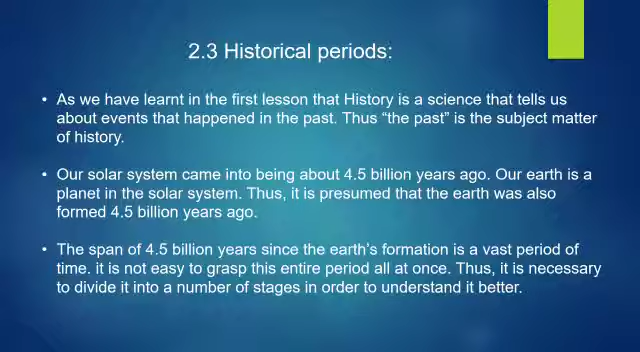 2.3 Historical periods:
• As we have learnt in the first lesson that History is a science that tells us
about events that happened in the past. Thus “the past” is the subject matter
of history.
• Our solar system came into being about 4.5 billion years ago. Our earth is a
planet in the solar system. Thus, it is presumed that the earth was also
formed 4.5 billion years ago.
• The span of 4.5 billion years since the earth’s formation is a vast period of
time. it is not easy to grasp this entire period all at once. Thus, it is necessary
to divide it into a number of stages in order to understand it better.